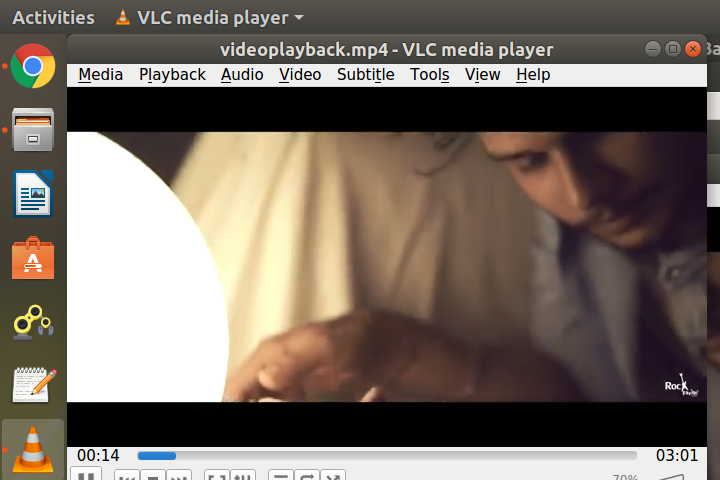 Activities VLC media player
videoplayback.mp4 - VLC media player
Media Playback Audio Video Subtitle Tools View Help
Rock
00:14 03:01
70%